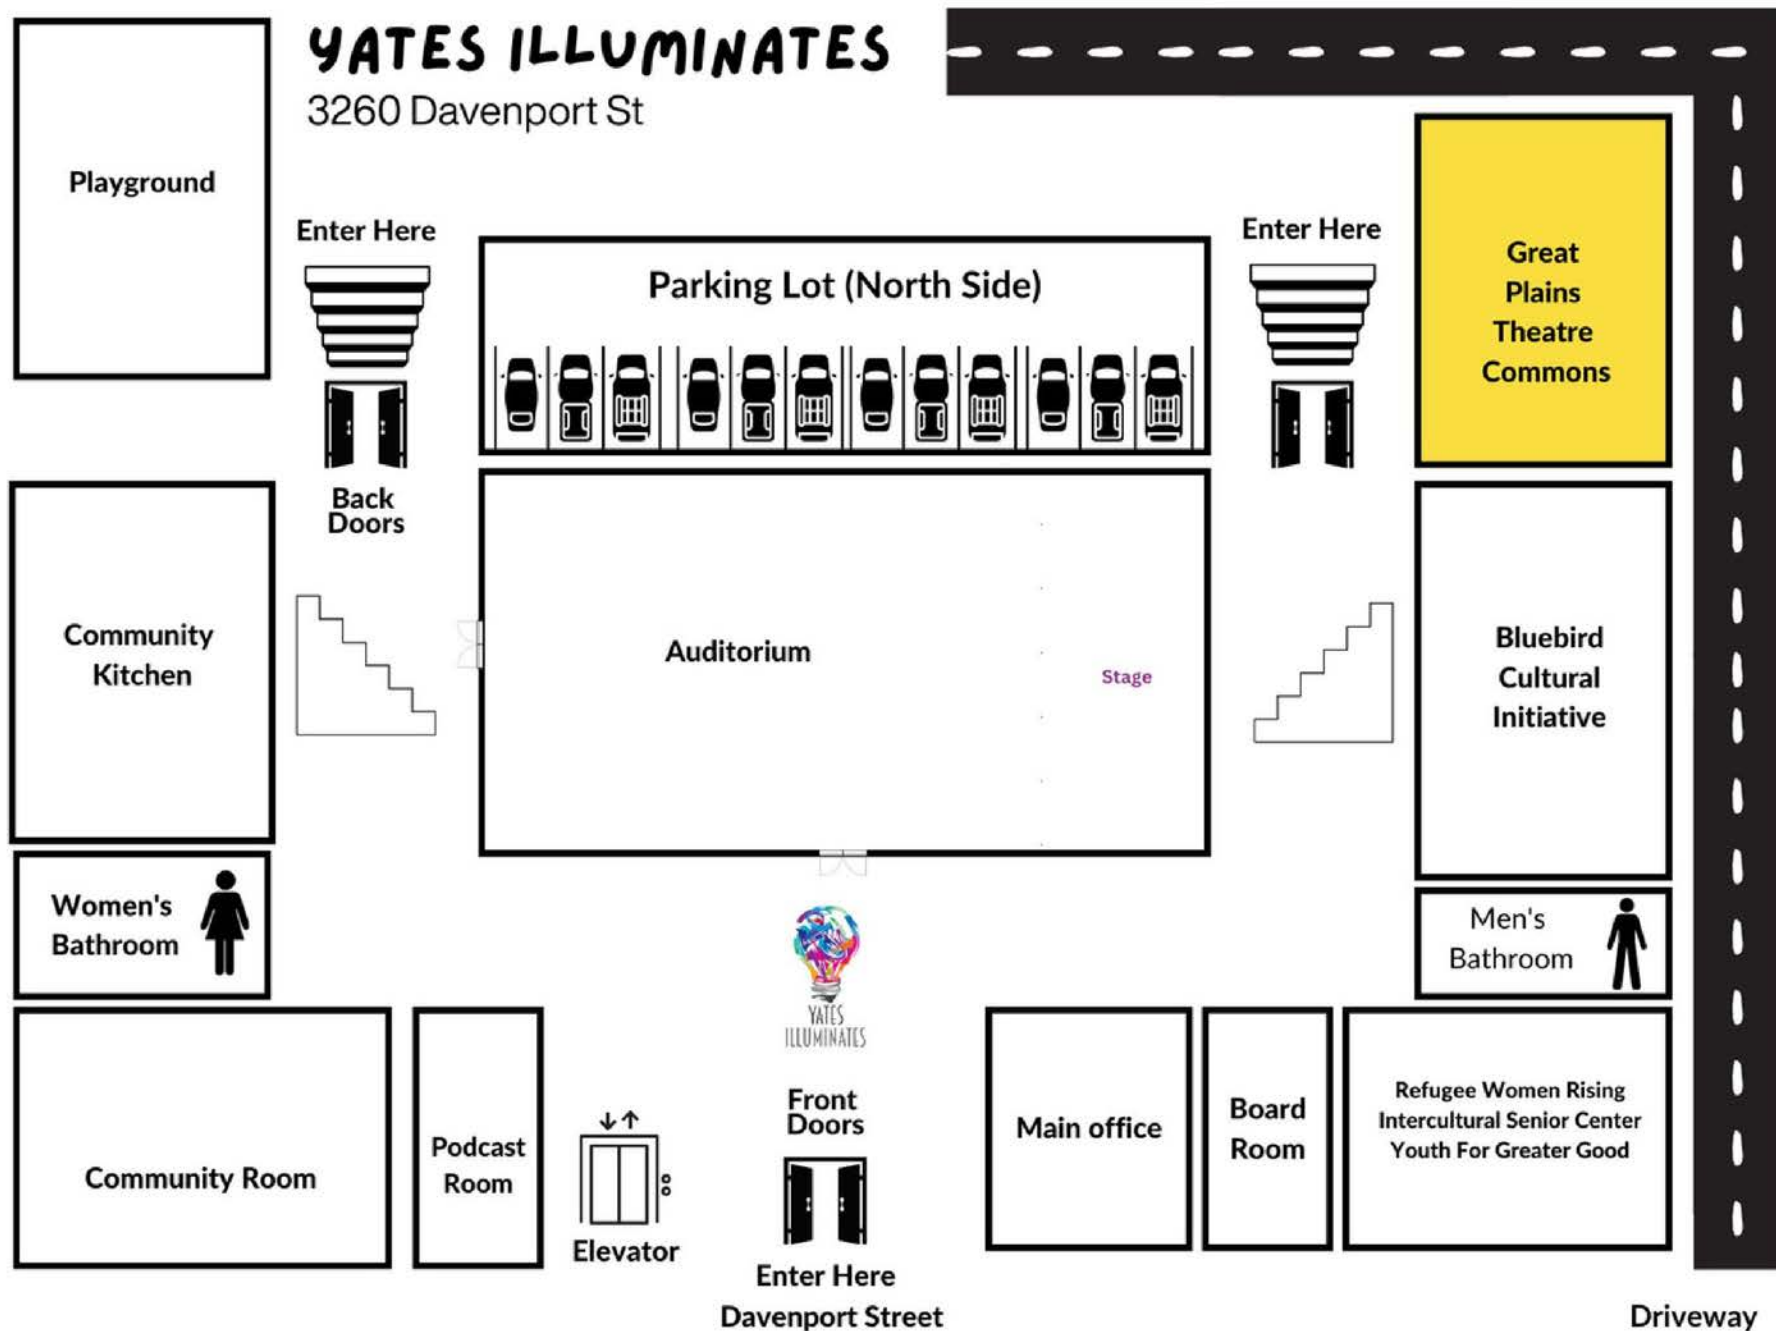 YATES ILLUMINATES
3260 Davenport St
Playground
Enter Here
Parking Lot (North Side)
Enter Here
Great
Plains
Theatre
Commons
Back
Doors
Community
Kitchen
Auditorium
Stage
Bluebird
Cultural
Initiative
Women's
Bathroom
Men's
Bathroom
YATES
ILLUMINATES
Community Room
Podcast
Room
Elevator
Front
Doors
Enter Here
Davenport Street
Main office
Board
Room
Refugee Women Rising
Intercultural Senior Center
Youth For Greater Good
Driveway